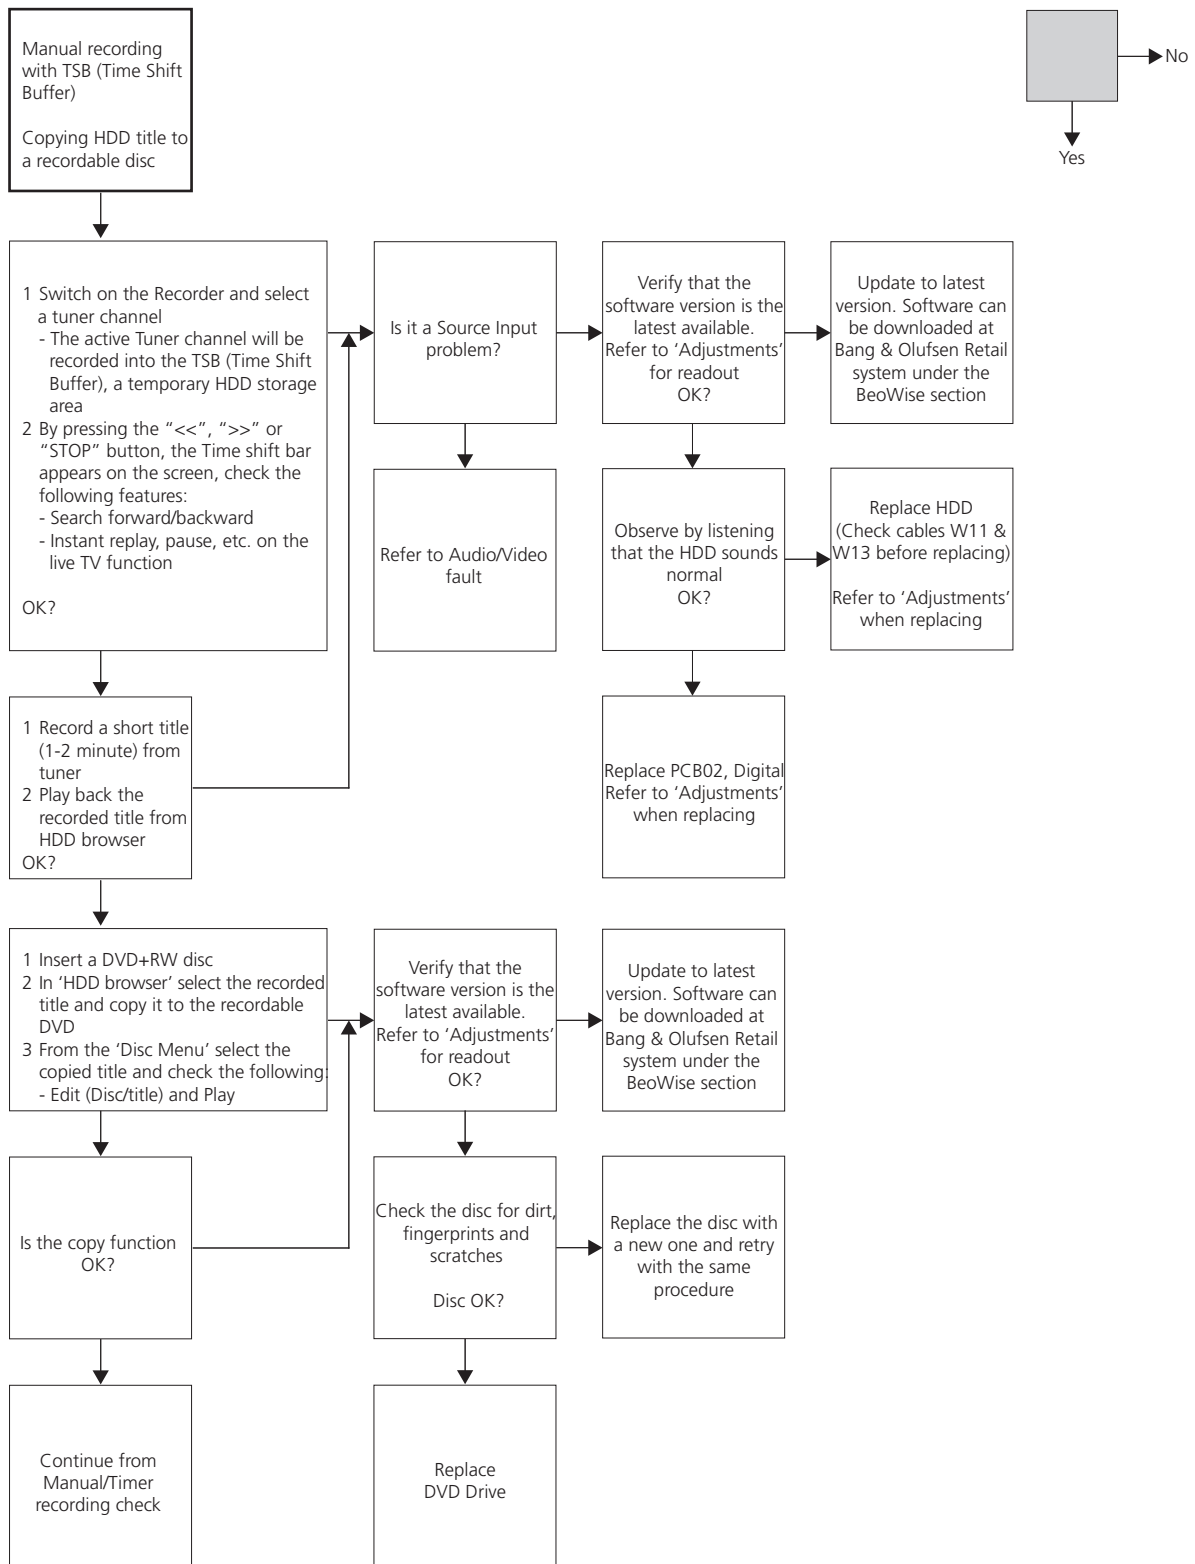 Manual recording
with TSB (Time Shift
Buffer)
Copying HDD title to
a recordable disc
No
Yes
1 Switch on the Recorder and select
a tuner channel
- The active Tuner channel will be
recorded into the TSB (Time Shift
Buffer), a temporary HDD storage
area
2 By pressing the “<<”, “>>” or
“STOP” button, the Time shift bar
appears on the screen, check the
following features:
- Search forward/backward
- Instant replay, pause, etc. on the
live TV function
OK?
Is it a Source Input
problem?
Verify that the
software version is the
latest available.
Refer to ‘Adjustments’
for readout
OK?
Update to latest
version. Software can
be downloaded at
Bang & Olufsen Retail
system under the
BeoWise section
Refer to Audio/Video
fault
Observe by listening
that the HDD sounds
normal
OK?
Replace HDD
(Check cables W11 &
W13 before replacing)
Refer to ‘Adjustments’
when replacing
1 Record a short title
(1-2 minute) from
tuner
2 Play back the
recorded title from
HDD browser
OK?
Replace PCB02, Digital
Refer to ‘Adjustments’
when replacing
1 Insert a DVD+RW disc
2 In ‘HDD browser’ select the recorded
title and copy it to the recordable
DVD
3 From the ‘Disc Menu’ select the
copied title and check the following:
- Edit (Disc/title) and Play
Verify that the
software version is the
latest available.
Refer to ‘Adjustments’
for readout
OK?
Update to latest
version. Software can
be downloaded at
Bang & Olufsen Retail
system under the
BeoWise section
Is the copy function
OK?
Check the disc for dirt,
fingerprints and
scratches
Disc OK?
Replace the disc with
a new one and retry
with the same
procedure
Continue from
Manual/Timer
recording check
Replace
DVD Drive